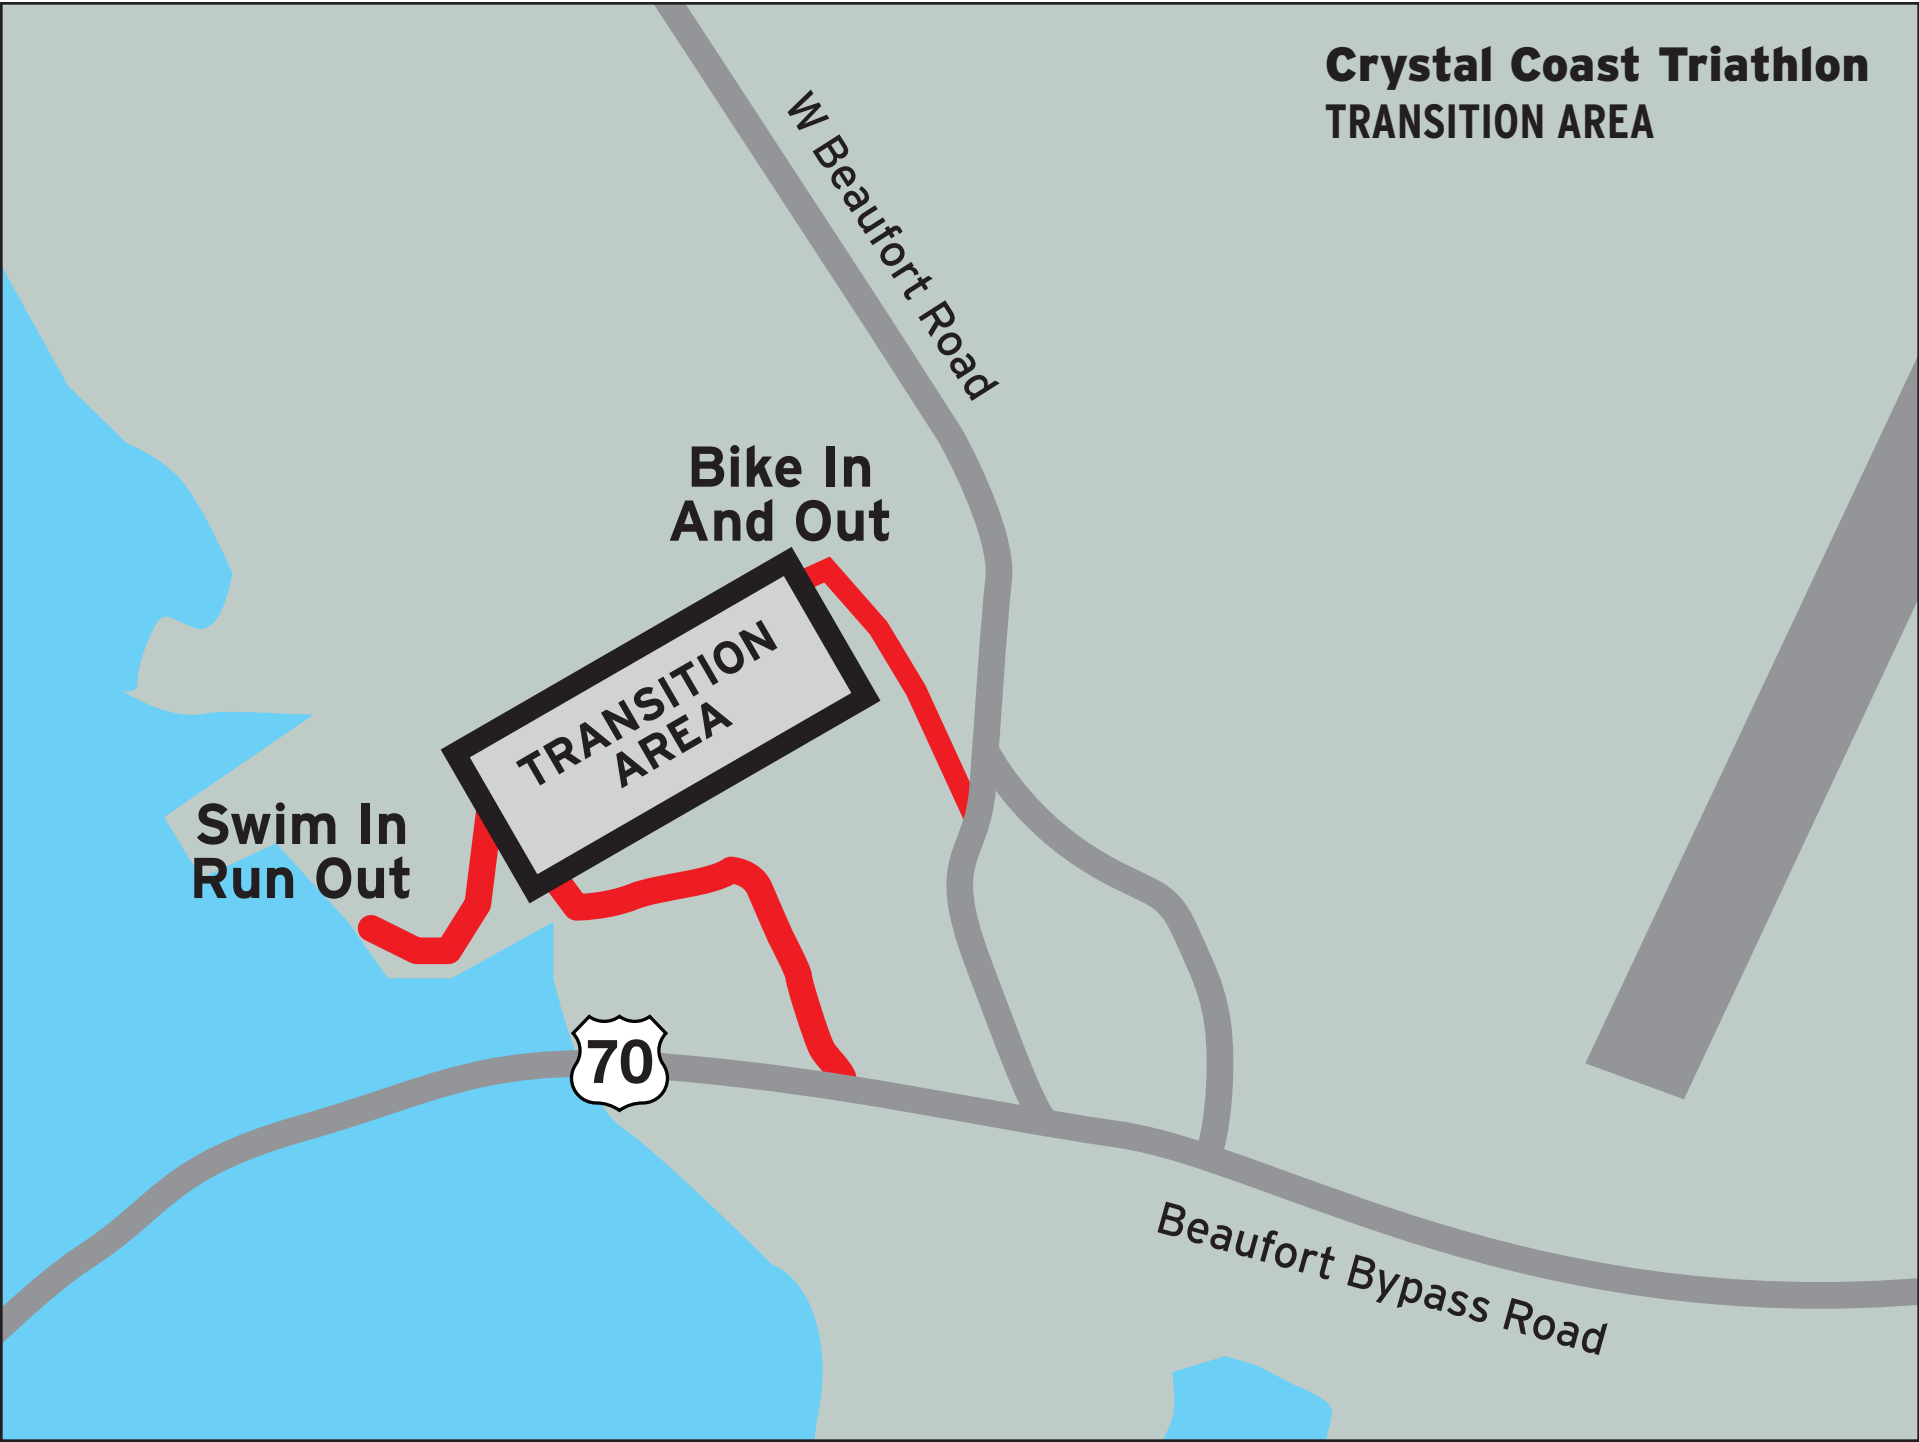 Crystal Coast Triathlon
TRANSITION AREA
W Beaufort Road
Bike In
And Out
TRANSITION
AREA
Swim In
Run Out
70
Beaufort Bypass Road